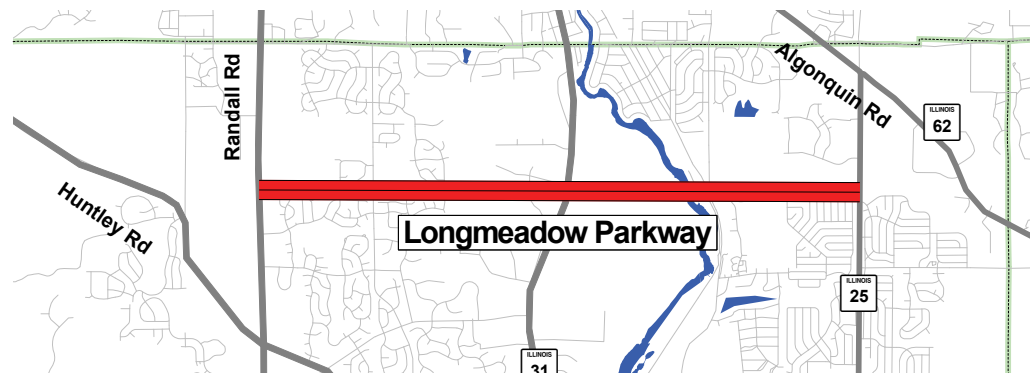 Randall Rd
Algonquin Rd
ILLINOIS
62
Huntley Rd
Longmeadow Parkway
ILLINOIS
25
ILLINOIS
31